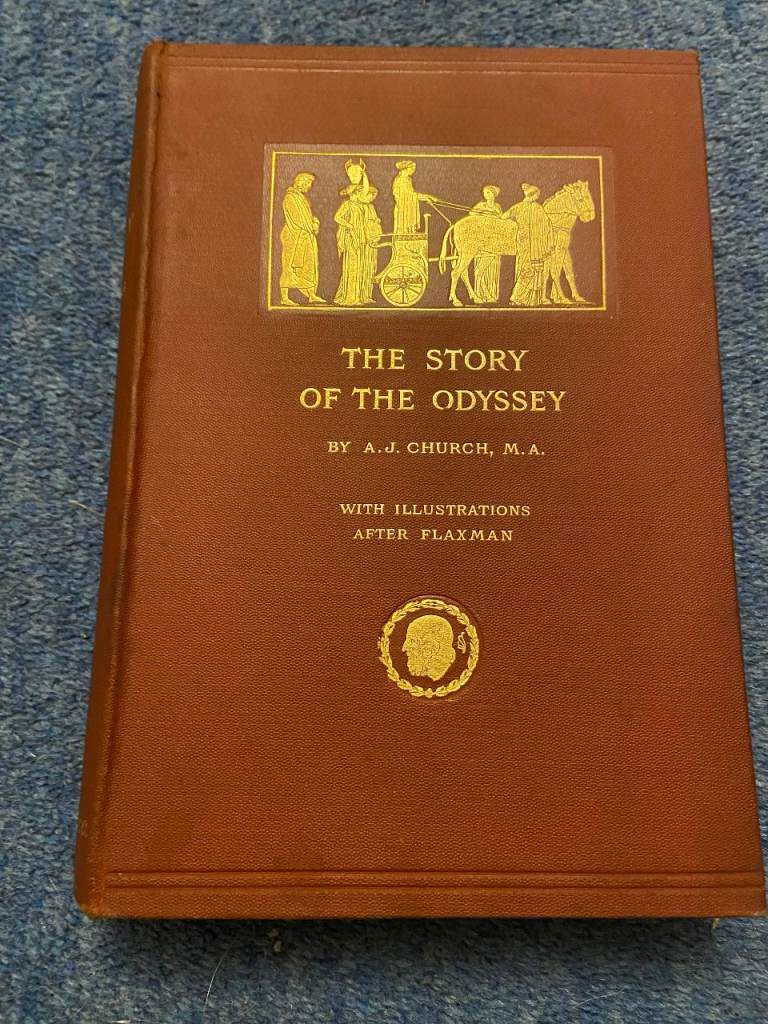 THE STORY
OF THE ODYSSEY
BY A.J. CHURCH, M.A.
WITH ILLUSTRATIONS
AFTER FLAXMAN